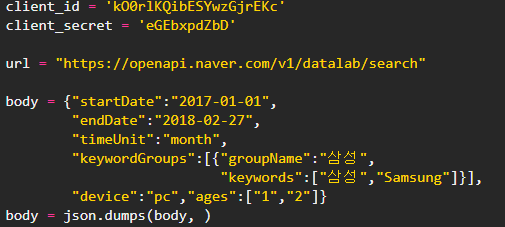 client_id = 'kO0rlKQibESYwzGjrEKc'
client_secret = 'eGEbxpdZbD'
url = "https://openapi.naver.com/v1/datalab/search"
body = {"startDate":"2017-01-01",
"endDate":"2018-02-27",
"timeUnit":"month",
"keywordGroups":[{"groupName":"삼성",
"keywords":["삼성","Samsung"]}],
"device":"pc","ages":["1","2"]}
body = json.dumps(body, )